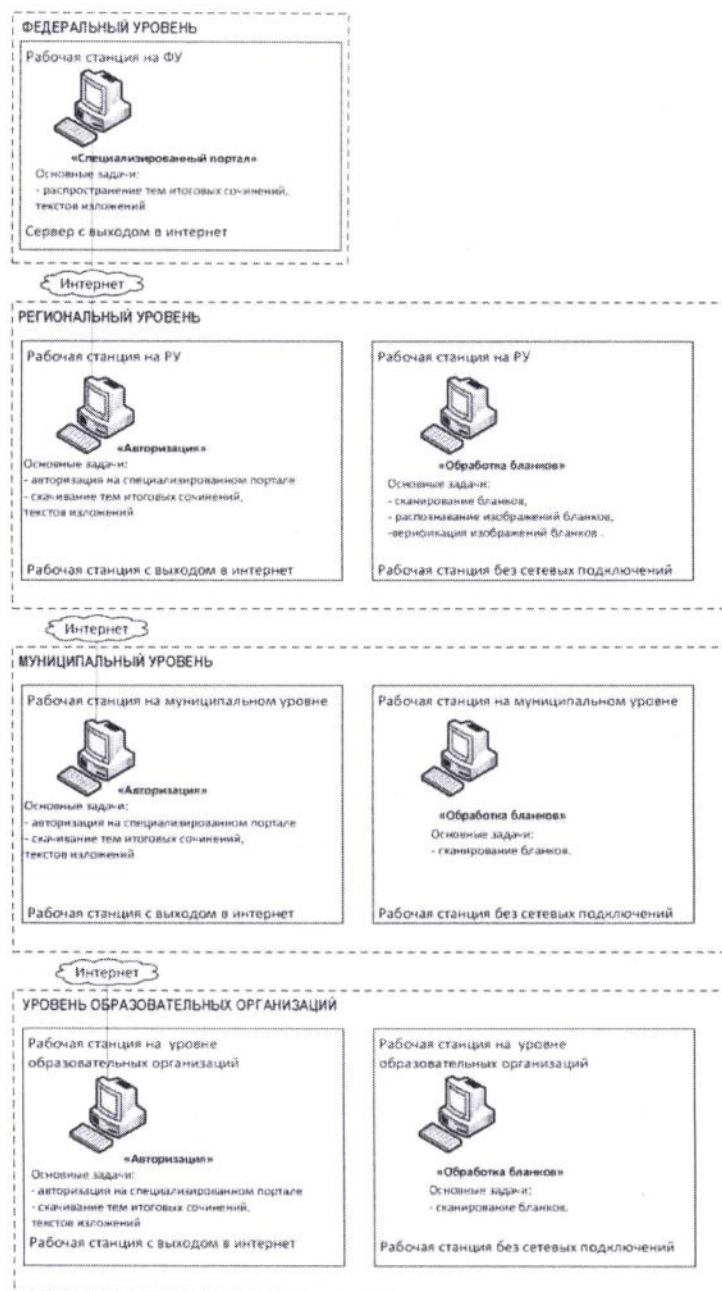 ФЕДЕРАЛЬНЫЙ УРОВЕНЬ
Рабочая станция на ФУ
«Специализированный портал»
Основные задачи:
- распространение тем итоговых сочинений,
текстов изложений
Сервер с выходом в интернет
Интернет
РЕГИОНАЛЬНЫЙ УРОВЕНЬ
Рабочая станция на РУ
«Авторизация»
Основные задачи:
- авторизация на специализированном портале
- скачивание тем итоговых сочинений,
текстов изложений
Рабочая станция с выходом в интернет
Рабочая станция на РУ
«Обработка бланков»
Основные задачи:
- сканирование бланков,
- распознавание изображений бланков,
-верификация изображений бланков .
Рабочая станция без сетевых подключений
Интернет
МУНИЦИПАЛЬНЫЙ УРОВЕНЬ
Рабочая станция на муниципальном уровне
«Авторизация»
Основные задачи:
- авторизация на специализированном портале
- скачивание тем итоговых сочинений,
текстов изложений
Рабочая станция с выходом в интернет
Рабочая станция на муниципальном уровне
«Обработка бланков»
Основные задачи:
- сканирование бланков.
Рабочая станция без сетевых подключений
Интернет
УРОВЕНЬ ОБРАЗОВАТЕЛЬНЫХ ОРГАНИЗАЦИЙ
Рабочая станция на уровне
образовательных организаций
«Авторизация»
Основные задачи:
- авторизация на специализированном портале
- скачивание тем итоговых сочинений,
текстов изложений
Рабочая станция с выходом в интернет
Рабочая станция на уровне
образовательных организаций
«Обработка бланков»
Основные задачи:
- сканирование бланков.
Рабочая станция без сетевых подключений